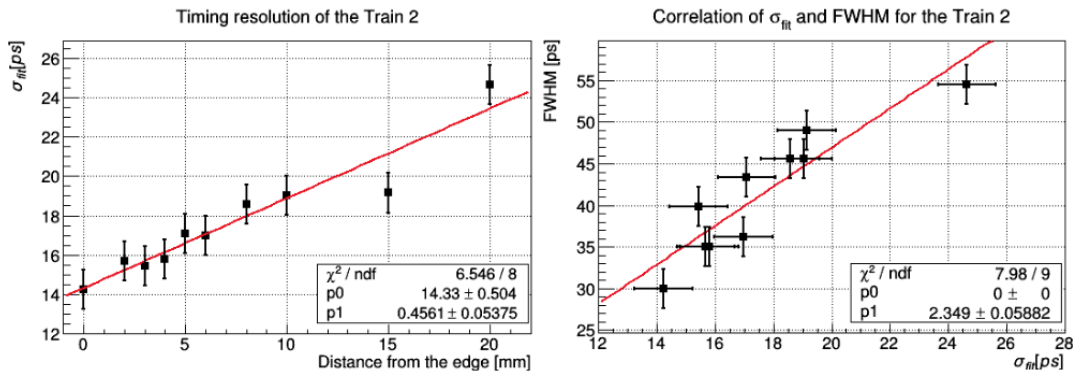 Timing resolution of the Train 2
σfit[ps]
26
24
22
20
18
16
14
12
0
5
10
15
20
Distance from the edge [mm]
χ² / ndf 6.546 / 8
p0 14.33 ± 0.504
p1 0.4561 ± 0.05375
Correlation of σfit and FWHM for the Train 2
FWHM [ps]
55
50
45
40
35
30
25
12
14
16
18
20
22
24
26
28
σfit[ps]
χ² / ndf 7.98 / 9
p0 0 ± 0
p1 2.349 ± 0.05882